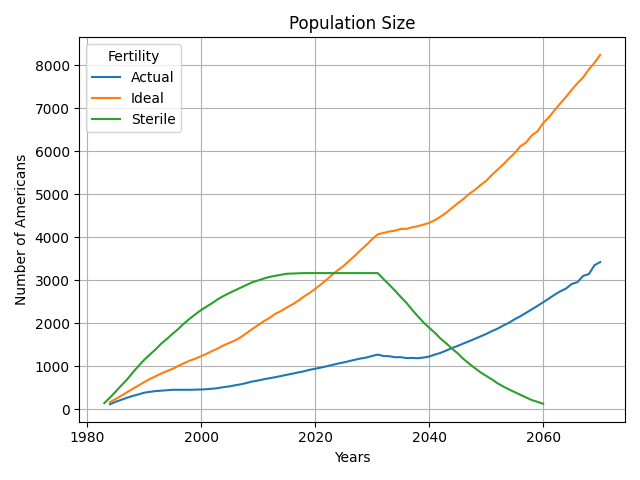 Population Size
Fertility
Actual
Ideal
Sterile
Number of Americans
8000
7000
6000
5000
4000
3000
2000
1000
0
1980
2000
2020
2040
2060
Years